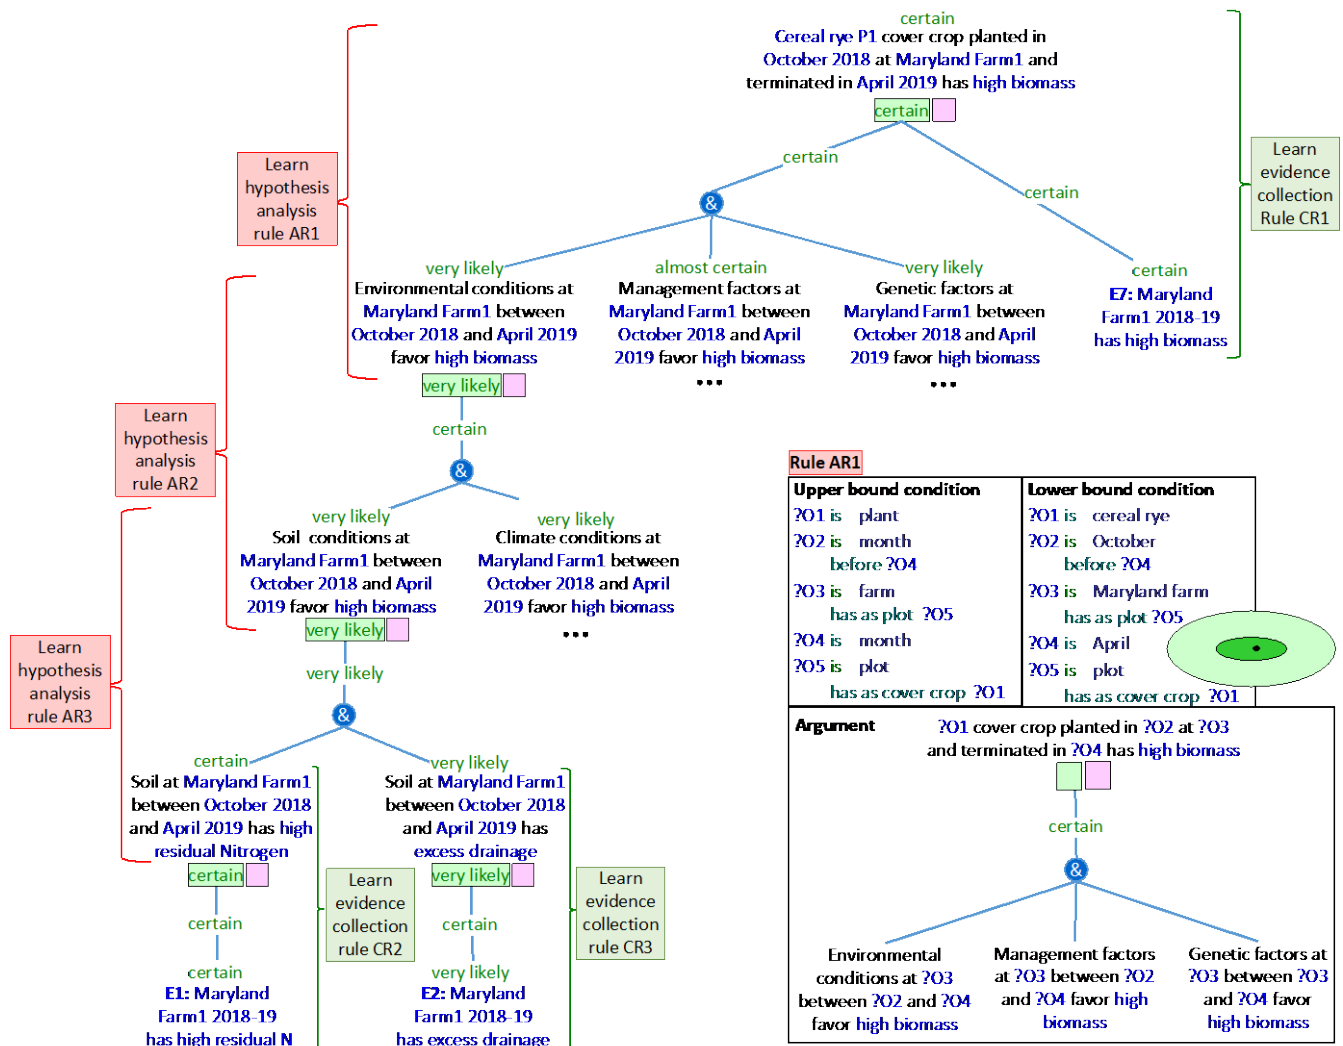 certain
Cereal rye P1 cover crop planted in
October 2018 at Maryland Farm1 and
terminated in April 2019 has high biomass
certain
Learn
hypothesis
analysis
rule AR1
Learn
evidence
collection
Rule CR1
certain
certain
&
very likely
Environmental conditions at
Maryland Farm1 between
October 2018 and April 2019
favor high biomass
very likely
almost certain
Management factors at
Maryland Farm1 between
October 2018 and April
2019 favor high biomass
...
very likely
Genetic factors at
Maryland Farm1 between
October 2018 and April
2019 favor high biomass
...
certain
E7: Maryland
Farm1 2018-19
has high biomass
Learn
hypothesis
analysis
rule AR2
certain
&
very likely
Soil conditions at
Maryland Farm1 between
October 2018 and April
2019 favor high biomass
very likely
very likely
Climate conditions at
Maryland Farm1 between
October 2018 and April
2019 favor high biomass
...
Learn
hypothesis
analysis
rule AR3
very likely
&
certain
Soil at Maryland Farm1
between October 2018
and April 2019 has high
residual Nitrogen
certain
certain
certain
E1: Maryland
Farm1 2018-19
has high residual N
Learn
evidence
collection
rule CR2
very likely
Soil at Maryland Farm1
between October 2018
and April 2019 has
excess drainage
very likely
certain
very likely
E2: Maryland
Farm1 2018-19
has excess drainage
Learn
evidence
collection
rule CR3
Rule AR1
Upper bound condition
?O1 is plant
?O2 is month
before ?O4
?O3 is farm
has as plot ?O5
?O4 is month
?O5 is plot
has as cover crop ?O1
Lower bound condition
?O1 is cereal rye
?O2 is October
before ?O4
?O3 is Maryland farm
has as plot ?O5
?O4 is April
?O5 is plot
has as cover crop ?O1
Argument
?O1 cover crop planted in ?O2 at ?O3
and terminated in ?O4 has high biomass
certain
&
Environmental
conditions at ?O3
between ?O2 and ?O4
favor high biomass
Management factors
at ?O3 between ?O2
and ?O4 favor high
biomass
Genetic factors at
?O3 between ?O3
and ?O4 favor
high biomass